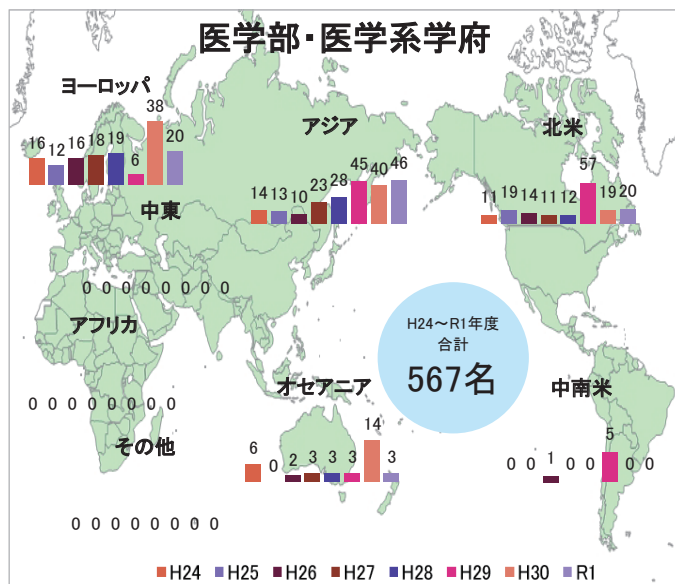 医学部・医学系学府
ヨーロッパ
16 12 16 18 19 6 38 20
アジア
14 13 10 23 28 45 40 46
北米
11 19 14 11 12 57 19 20
中東
0 0 0 0 0 0 0 0
アフリカ
0 0 0 0 0 0 0 0 0
H24～R1年度
合計
567名
オセアニア
6 0 2 3 3 3 14 3
中南米
0 0 1 0 0 5 0 0
その他
0 0 0 0 0 0 0 0 0
H24 H25 H26 H27 H28 H29 H30 R1